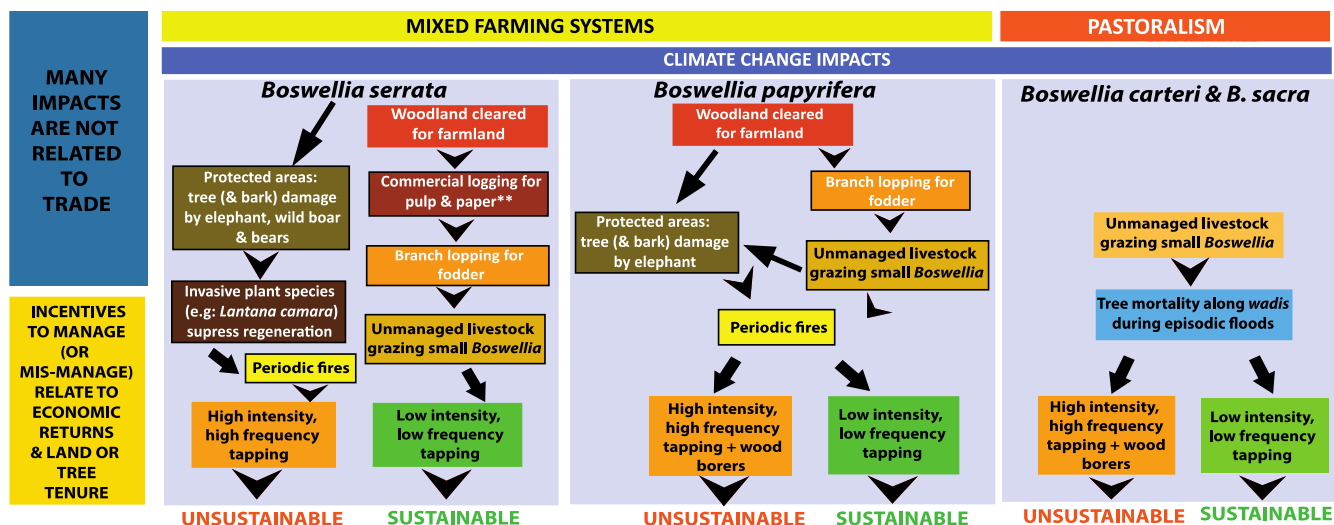 MIXED FARMING SYSTEMS
PASTORALISM
CLIMATE CHANGE IMPACTS
MANY
IMPACTS
ARE NOT
RELATED
TO
TRADE
INCENTIVES
TO MANAGE
(OR
MIS-MANAGE)
RELATE TO
ECONOMIC
RETURNS
& LAND OR
TREE
TENURE
Boswellia serrata
Woodland cleared
for farmland
Protected areas:
tree (& bark) damage
by elephant, wild boar
& bears
Commercial logging for
pulp & paper**
Branch lopping for
fodder
Invasive plant species
(e.g: Lantana camara)
supress regeneration
Unmanaged livestock
grazing small Boswellia
Periodic fires
High intensity,
high frequency
tapping
Low intensity,
low frequency
tapping
UNSUSTAINABLE
SUSTAINABLE
Boswellia papyrifera
Woodland cleared
for farmland
Branch lopping for
fodder
Protected areas:
tree (& bark) damage
by elephant
Unmanaged livestock
grazing small Boswellia
Periodic fires
High intensity,
high frequency
tapping + wood
borers
Low intensity,
low frequency
tapping
UNSUSTAINABLE
SUSTAINABLE
Boswellia carteri & B. sacra
Unmanaged livestock
grazing small Boswellia
Tree mortality along wadis
during episodic floods
High intensity,
high frequency
tapping + wood
borers
Low intensity,
low frequency
tapping
UNSUSTAINABLE
SUSTAINABLE